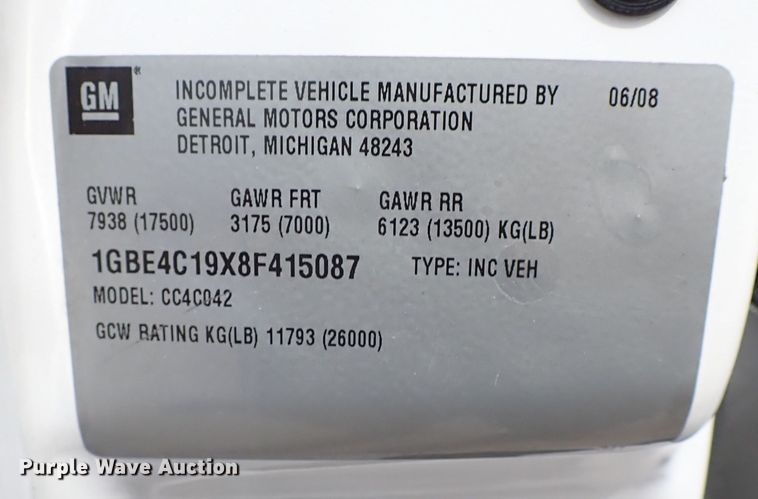 GM
INCOMPLETE VEHICLE MANUFACTURED BY 06/08
GENERAL MOTORS CORPORATION
DETROIT, MICHIGAN 48243
GVWR GAWR FRT GAWR RR
7938 (17500) 3175 (7000) 6123 (13500) KG(LB)
1GBE4C19X8F415087 TYPE: INC VEH
MODEL: CC4C042
GCW RATING KG(LB) 11793 (26000)
Purple Wave Auction